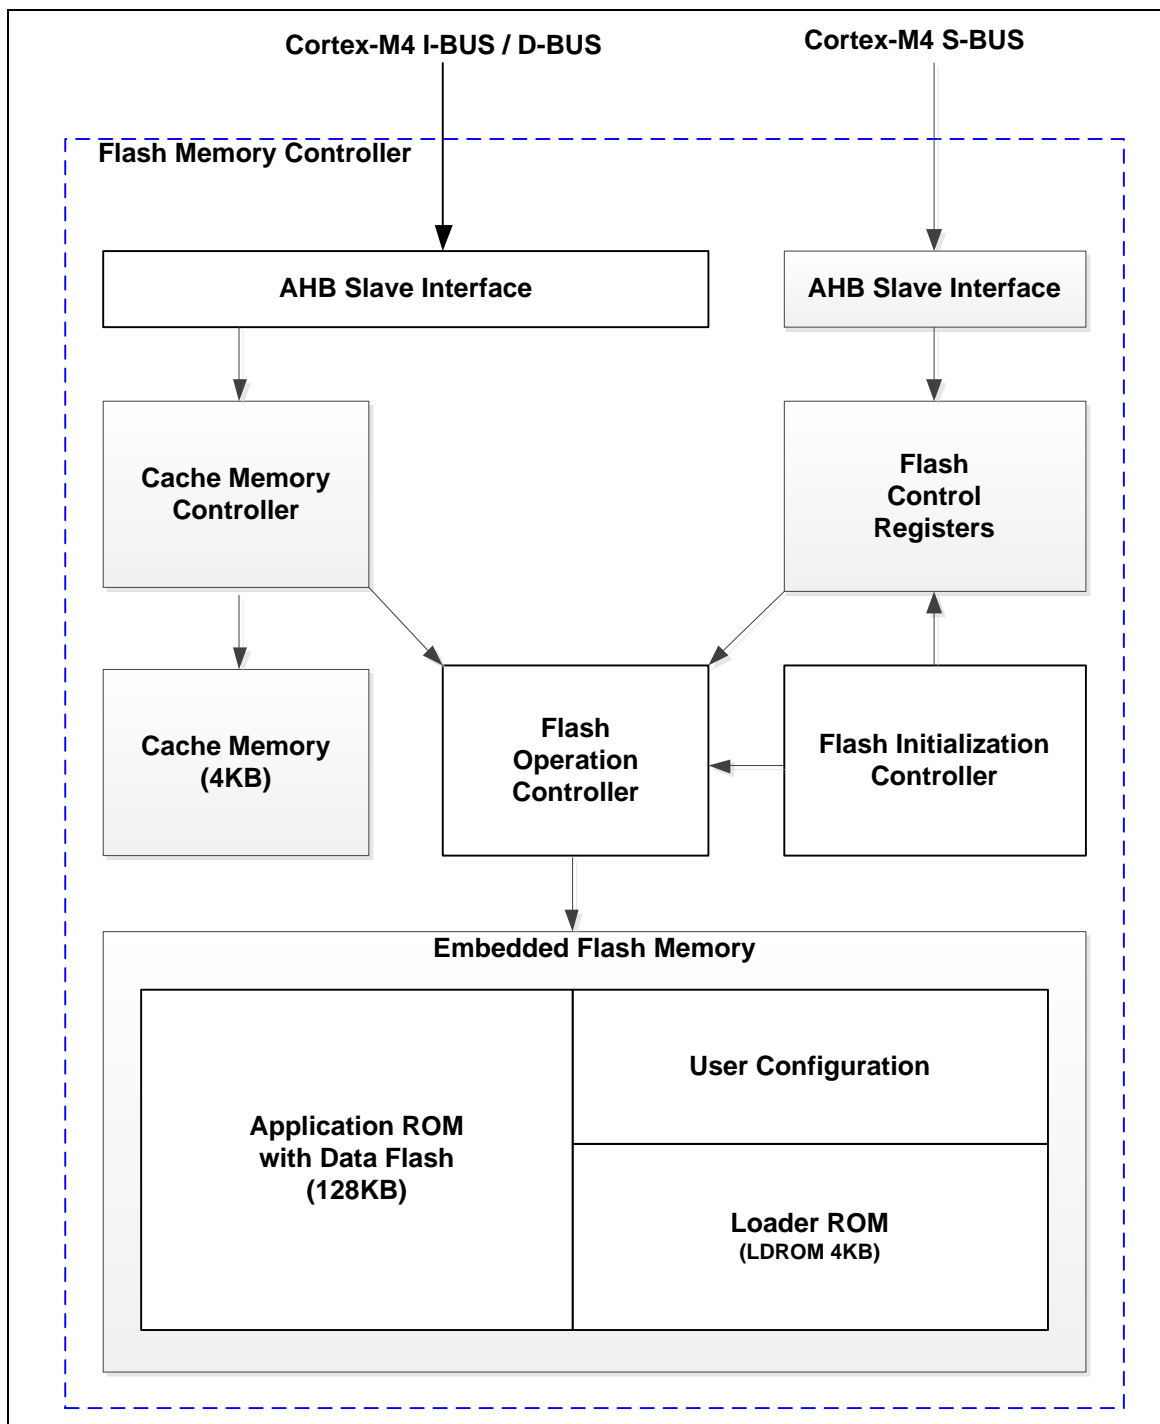 Cortex-M4 I-BUS / D-BUS
Cortex-M4 S-BUS
Flash Memory Controller
AHB Slave Interface
AHB Slave Interface
Cache Memory
Controller
Flash
Control
Registers
Cache Memory
(4KB)
Flash
Operation
Controller
Flash Initialization
Controller
Embedded Flash Memory
Application ROM
with Data Flash
(128KB)
User Configuration
Loader ROM
(LDROM 4KB)